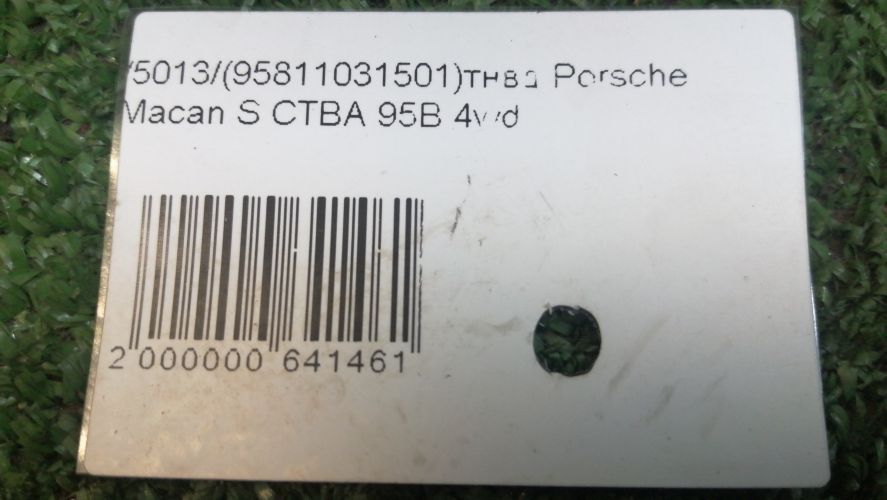 /5013/(95811031501)тнвд Porsche
Macan S CTBA 95B 4wd
2 000000 641461